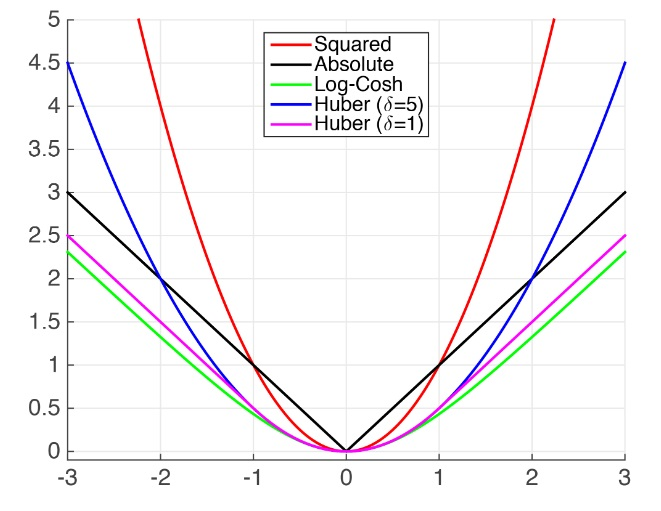 5
4.5
4
3.5
3
2.5
2
1.5
1
0.5
0
Squared
Absolute
Log-Cosh
Huber (δ=5)
Huber (δ=1)
-3 -2 -1 0 1 2 3